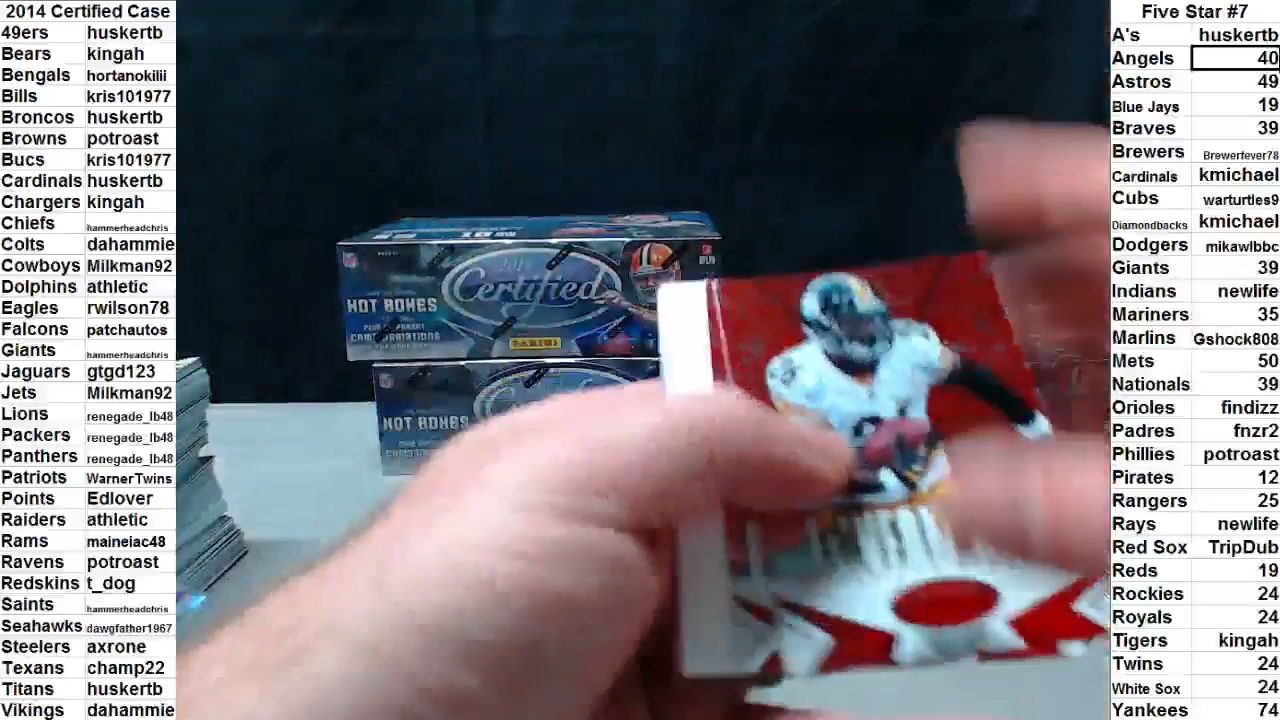 2014 Certified Case
49ers huskertb
Bears kingah
Bengals hortanokilii
Bills kris101977
Broncos huskertb
Browns potroast
Bucs kris101977
Cardinals huskertb
Chargers kingah
Chiefs hammerheadchris
Colts dahammie
Cowboys Milkman92
Dolphins athletic
Eagles rwilson78
Falcons patchautos
Giants hammerheadchris
Jaguars gtgd123
Jets Milkman92
Lions renegade_lb48
Packers renegade_lb48
Panthers renegade_lb48
Patriots WarnerTwins
Points Edlover
Raiders athletic
Rams maineiac48
Ravens potroast
Redskins t_dog
Saints hammerheadchris
Seahawks dawgfather1967
Steelers axrone
Texans champ22
Titans huskertb
Vikings dahammie
Certified
HOT BOXES
PANINI
HOT BOXES
Five Star #7
A's huskertb
Angels 40
Astros 49
Blue Jays 19
Braves 39
Brewers Brewerfever78
Cardinals kmichael
Cubs warturtles9
Diamondbacks kmichael
Dodgers mikawlbbc
Giants 39
Indians newlife
Mariners 35
Marlins Gshock808
Mets 50
Nationals 39
Orioles findizz
Padres fnzr2
Phillies potroast
Pirates 12
Rangers 25
Rays newlife
Red Sox TripDub
Reds 19
Rockies 24
Royals 24
Tigers kingah
Twins 24
White Sox 24
Yankees 74